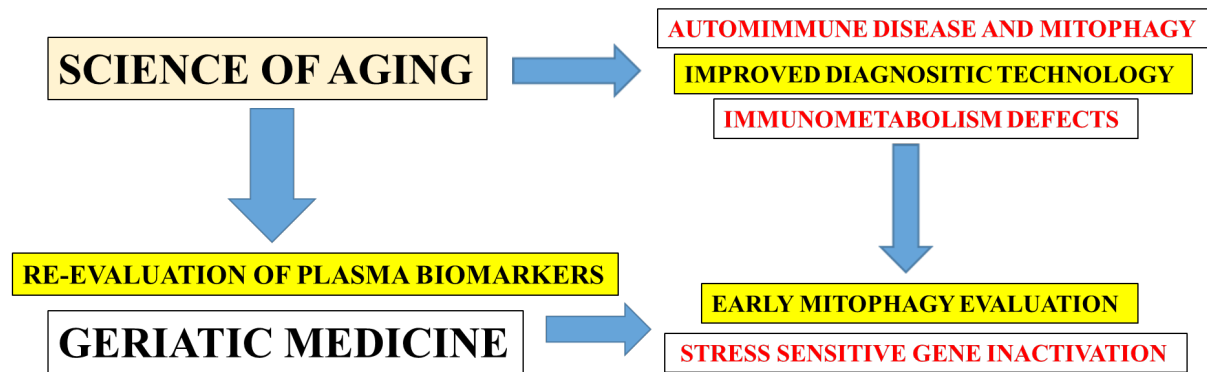 SCIENCE OF AGING
AUTOMIMMUNE DISEASE AND MITOPHAGY
IMPROVED DIAGNOSITIC TECHNOLOGY
IMMUNOMETABOLISM DEFECTS
RE-EVALUATION OF PLASMA BIOMARKERS
GERIATIC MEDICINE
EARLY MITOPHAGY EVALUATION
STRESS SENSITIVE GENE INACTIVATION